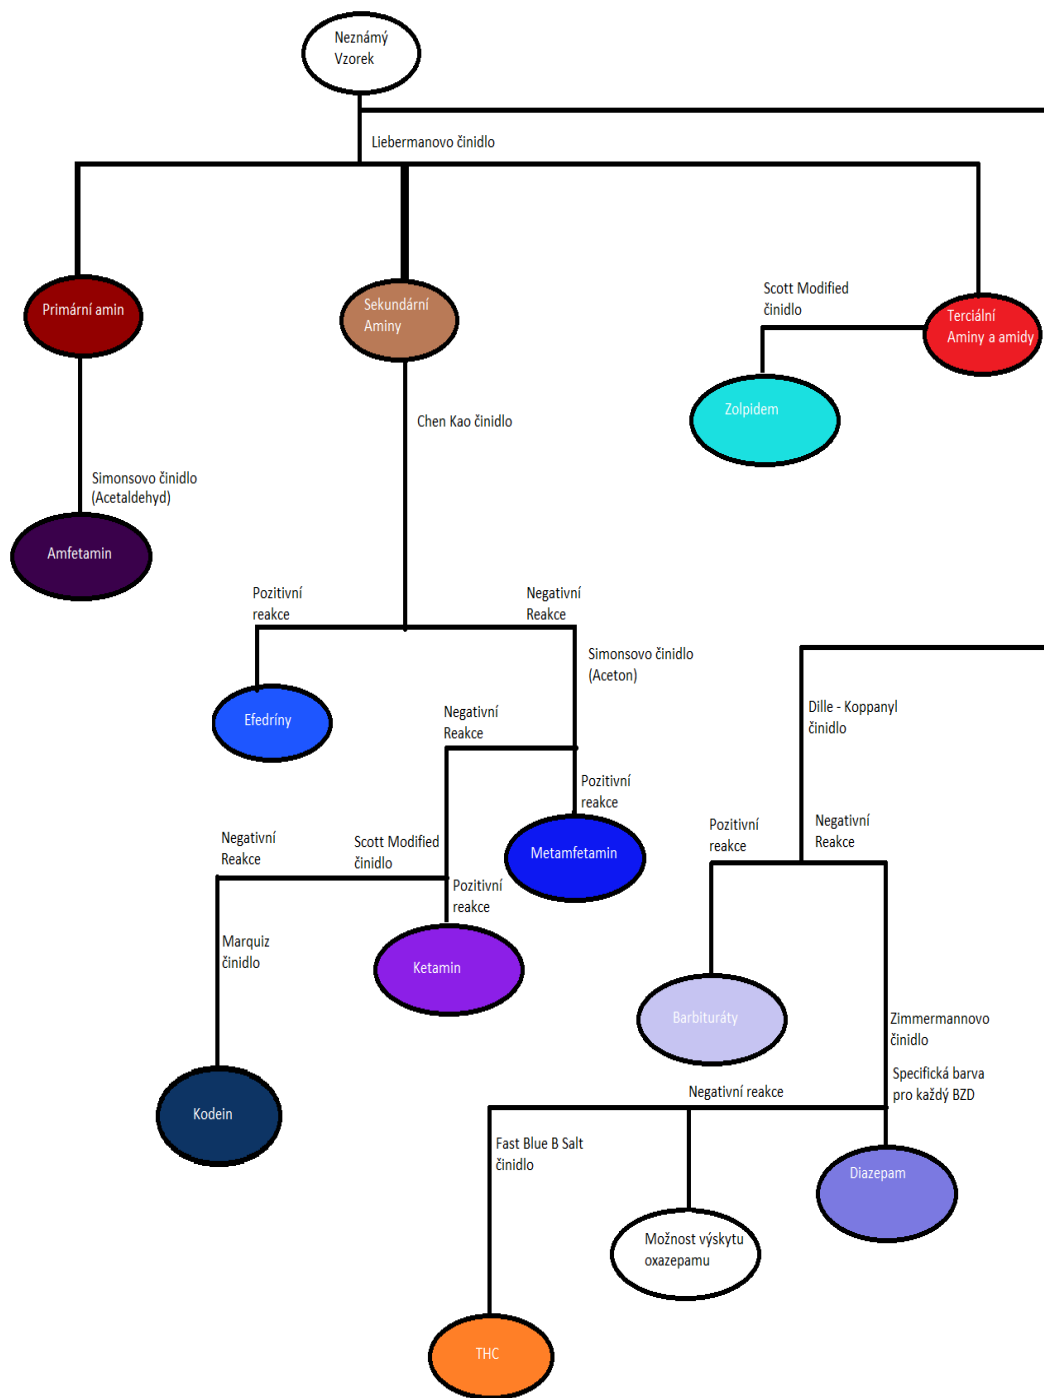 Neznámý
Vzorek
Liebermanovo činidlo
Primární amin
Sekundární
Aminy
Scott Modified
činidlo
Terciální
Aminy a amidy
Zolpidem
Chen Kao činidlo
Simonsovo činidlo
(Acetaldehyd)
Amfetamin
Pozitivní
reakce
Negativní
Reakce
Simonsovo činidlo
(Aceton)
Efedríny
Negativní
Reakce
Dille - Koppanyl
činidlo
Pozitivní
reakce
Metamfetamin
Negativní
Reakce
Scott Modified
činidlo
Pozitivní
reakce
Pozitivní
reakce
Negativní
Reakce
Marquiz
činidlo
Ketamin
Barbituráty
Zimmermannovo
činidlo
Specifická barva
pro každý BZD
Negativní reakce
Kodein
Fast Blue B Salt
činidlo
Diazepam
Možnost výskytu
oxazepamu
THC